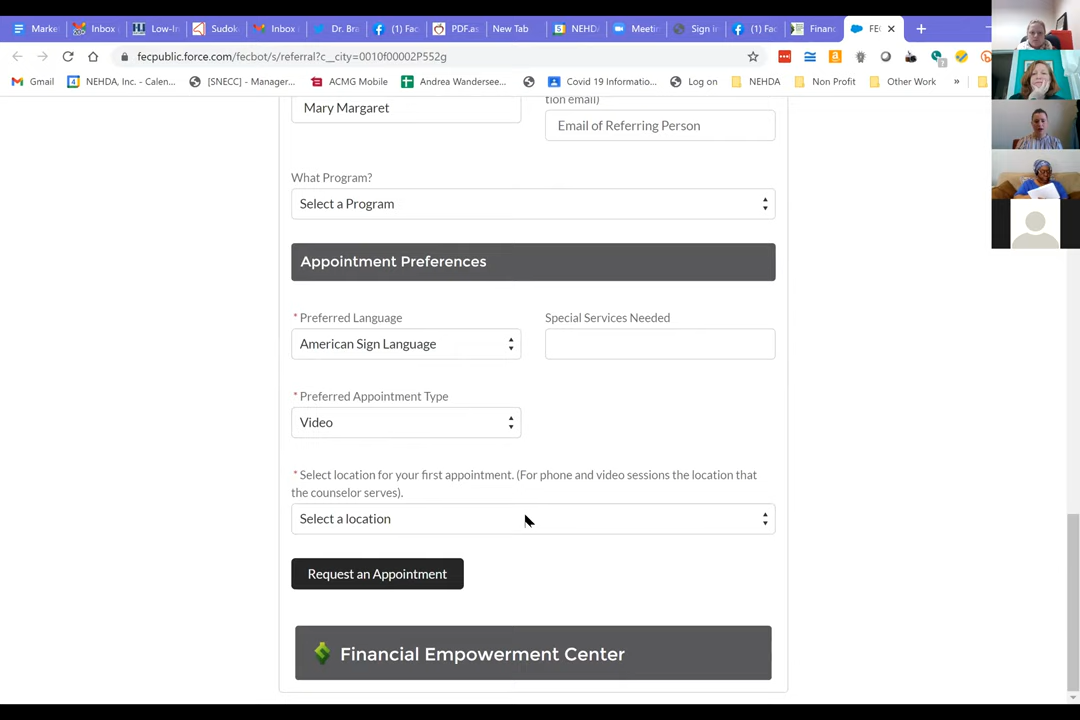 Marke
Inbox
Low-In
Sudok
Inbox
Dr. Bra
(1) Fac
PDF.as
New Tab
NEHDA
Meetin
Sign In
(1) Fac
Financ
FEC
fecpublic.force.com/fecbot/s/referral?c__city=0010f00002P552g
Gmail
NEHDA, Inc. - Calen...
[SNECC] - Manager...
ACMG Mobile
Andrea Wandersee...
Covid 19 Informatio...
Log on
NEHDA
Non Profit
Other Work
»
tion email)
Mary Margaret
Email of Referring Person
What Program?
Select a Program
Appointment Preferences
* Preferred Language
Special Services Needed
American Sign Language
* Preferred Appointment Type
Video
* Select location for your first appointment. (For phone and video sessions the location that
the counselor serves).
Select a location
Request an Appointment
Financial Empowerment Center